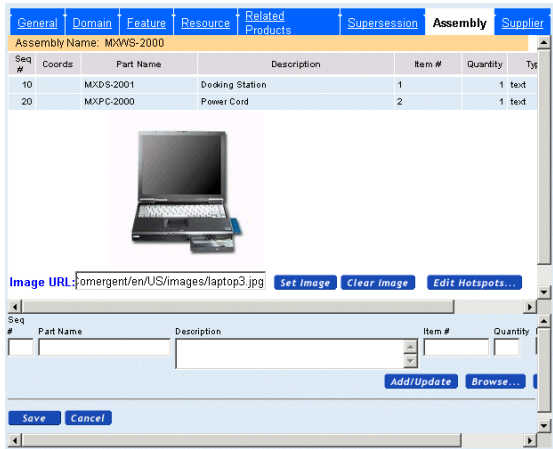 General Domain Feature Resource Related Products Supersession Assembly Supplier
Assembly Name: MXWS-2000
Seq # Coords Part Name Description Item # Quantity Ty
10 MXDS-2001 Docking Station 1 1 text
20 MXPC-2000 Power Cord 2 1 text
Image URL: omergent/en/US/images/laptop3.jpg Set Image Clear Image Edit Hotspots...
Seq # Part Name Description Item # Quantity
Add/Update Browse...
Save Cancel